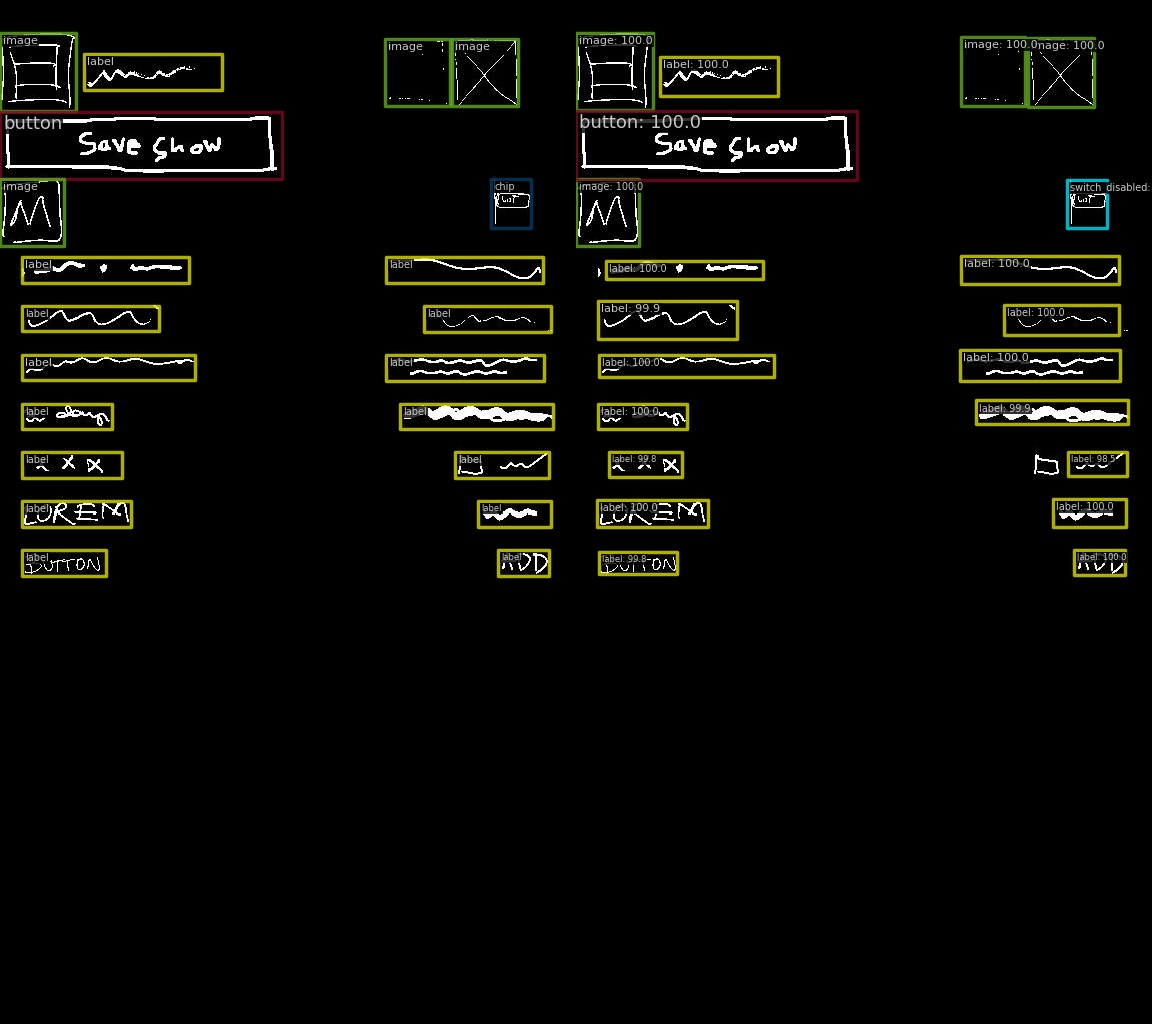 image image image image: 100.0 image: 100.0 image: 100.0
label label: 100.0
button button: 100.0
Save Show Save Show
image chip image: 100.0 switch_disabled:
M M
label label label: 100.0 label: 100.0
label label label: 99.9 label: 100.0
label label label: 100.0 label: 100.0
label label label: 100.0 label: 99.9
label label label: 99.8 label: 98.5
x x x
label label label: 100.0 label: 100.0
LOREM LOREM
label label label: 99.8 label: 100.0
BUTTON ADD BUTTON ADD